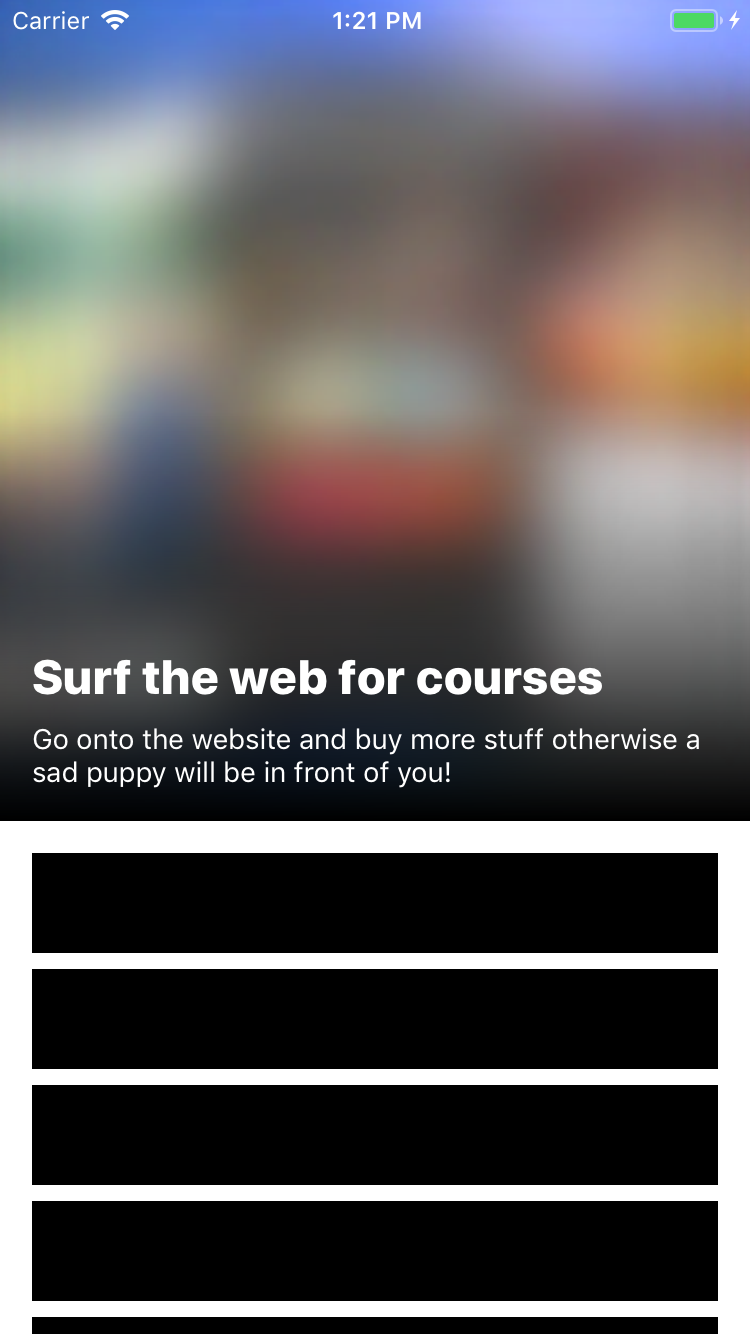 Carrier 1:21 PM
Surf the web for courses
Go onto the website and buy more stuff otherwise a
sad puppy will be in front of you!